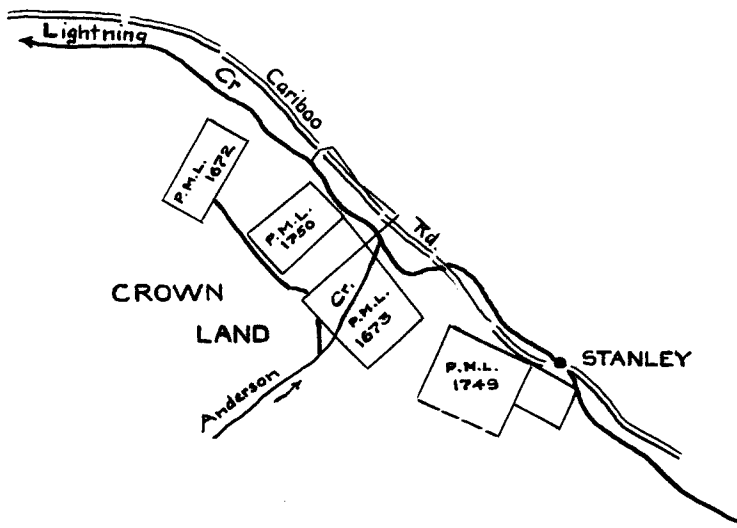 Lightning
Cr
Cariboo
Rd.
P.M.L.
1672
P.M.L.
1750
Cr.
P.M.L.
1673
CROWN
LAND
P.M.L.
1749
STANLEY
Anderson